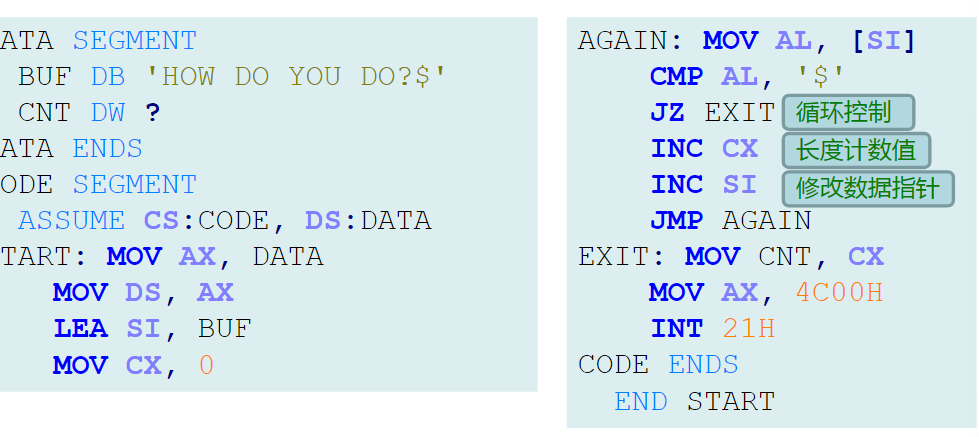 ATA SEGMENT
BUF DB 'HOW DO YOU DO?$'
CNT DW ?
ATA ENDS
ODE SEGMENT
ASSUME CS:CODE, DS:DATA
TART: MOV AX, DATA
MOV DS, AX
LEA SI, BUF
MOV CX, 0
AGAIN: MOV AL, [SI]
CMP AL, '$'
JZ EXIT 循环控制
INC CX 长度计数值
INC SI 修改数据指针
JMP AGAIN
EXIT: MOV CNT, CX
MOV AX, 4C00H
INT 21H
CODE ENDS
END START